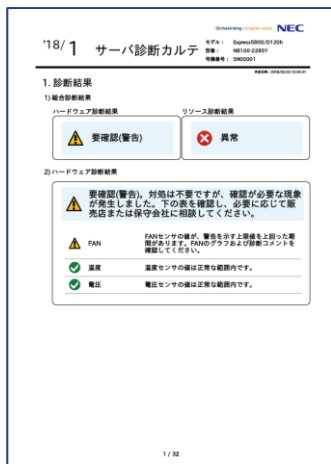 Orchestrating a brighter world NEC
'18/1 サーバ診断カルテ
モデル： Express5800/D120h
型番： N8100-2280Y
号機番号： SN00001
1. 診断結果
1) 総合診断結果
ハードウェア診断結果 リソース診断結果
要確認(警告) 異常
2)ハードウェア診断結果
要確認(警告)。対処は不要ですが、確認が必要な現象
が発生しました。下の表を確認し、必要に応じて販
売店または保守会社に相談してください。
FAN
FANセンサの値が、警告を示す上限値を上回った期
間があります。FANのグラフおよび診断コメントを
確認してください。
温度 温度センサの値は正常な範囲内です。
電圧 電圧センサの値は正常な範囲内です。
1 / 32